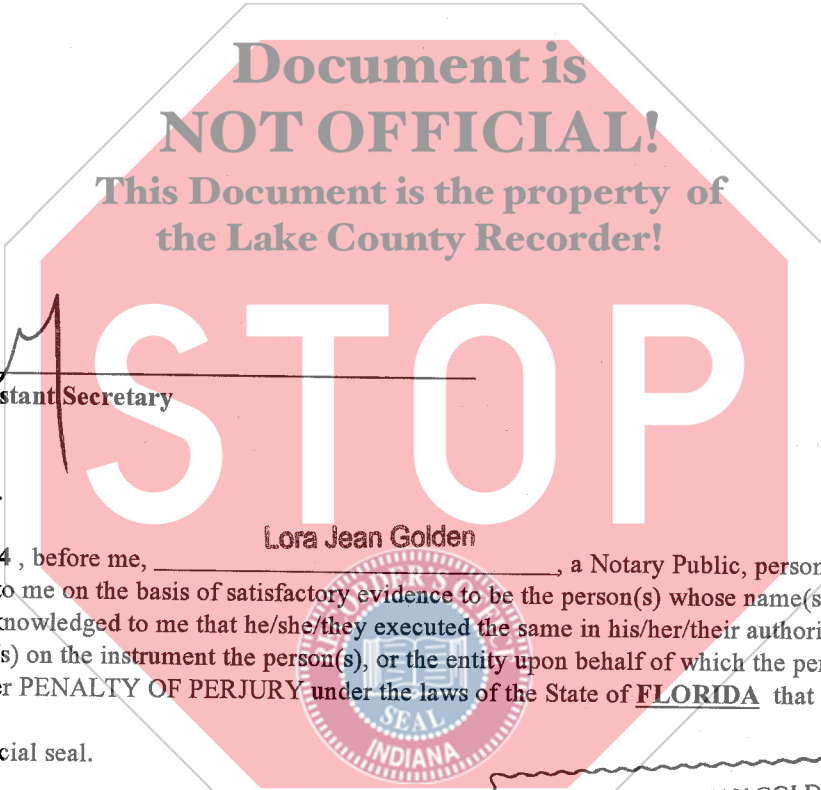 Document is
NOT OFFICIAL!
This Document is the property of
the Lake County Recorder!
STOP
stant Secretary
Lora Jean Golden
4 , before me, ____________, a Notary Public, person
to me on the basis of satisfactory evidence to be the person(s) whose name(s
knowledged to me that he/she/they executed the same in his/her/their authori
s) on the instrument the person(s), or the entity upon behalf of which the per
er PENALTY OF PERJURY under the laws of the State of FLORIDA that
RECORDER'S OFFICE
SEAL
INDIANA
cial seal.